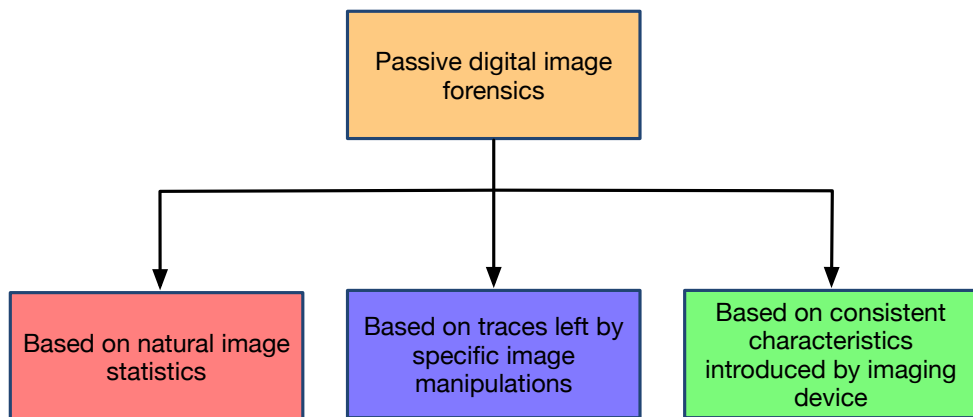 Passive digital image
forensics
Based on natural image
statistics
Based on traces left by
specific image
manipulations
Based on consistent
characteristics
introduced by imaging
device